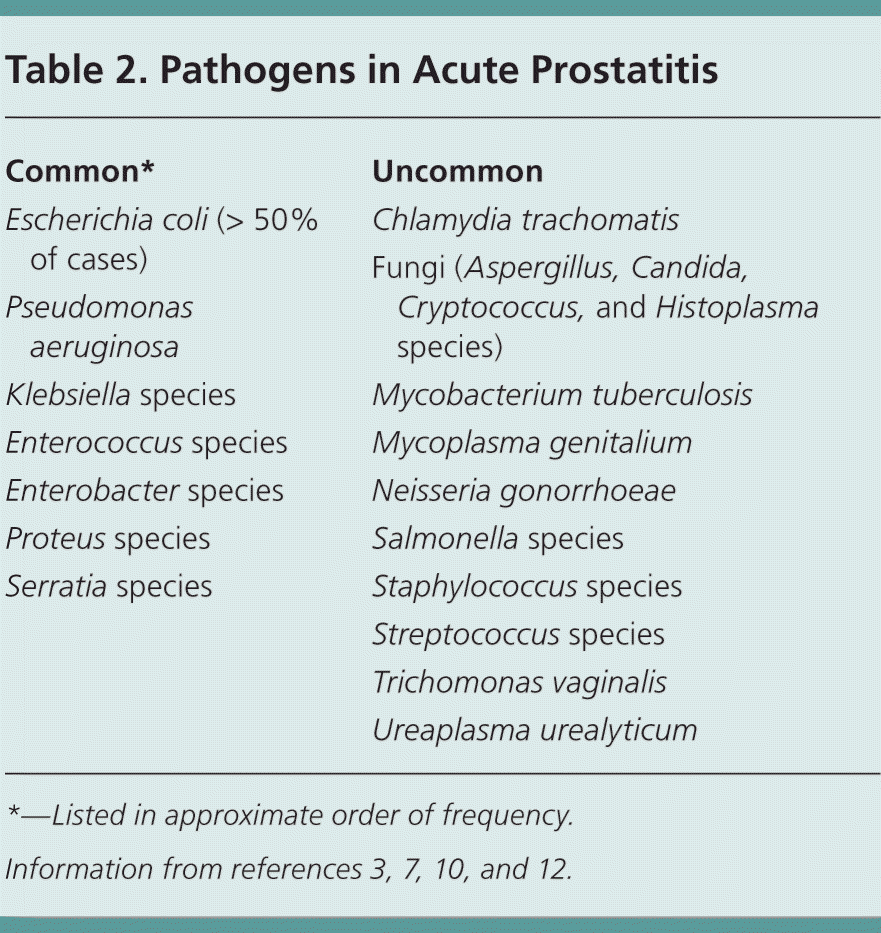 Table 2. Pathogens in Acute Prostatitis
Common*
Escherichia coli (> 50%
of cases)
Pseudomonas
aeruginosa
Klebsiella species
Enterococcus species
Enterobacter species
Proteus species
Serratia species
Uncommon
Chlamydia trachomatis
Fungi (Aspergillus, Candida,
Cryptococcus, and Histoplasma
species)
Mycobacterium tuberculosis
Mycoplasma genitalium
Neisseria gonorrhoeae
Salmonella species
Staphylococcus species
Streptococcus species
Trichomonas vaginalis
Ureaplasma urealyticum
*—Listed in approximate order of frequency.
Information from references 3, 7, 10, and 12.